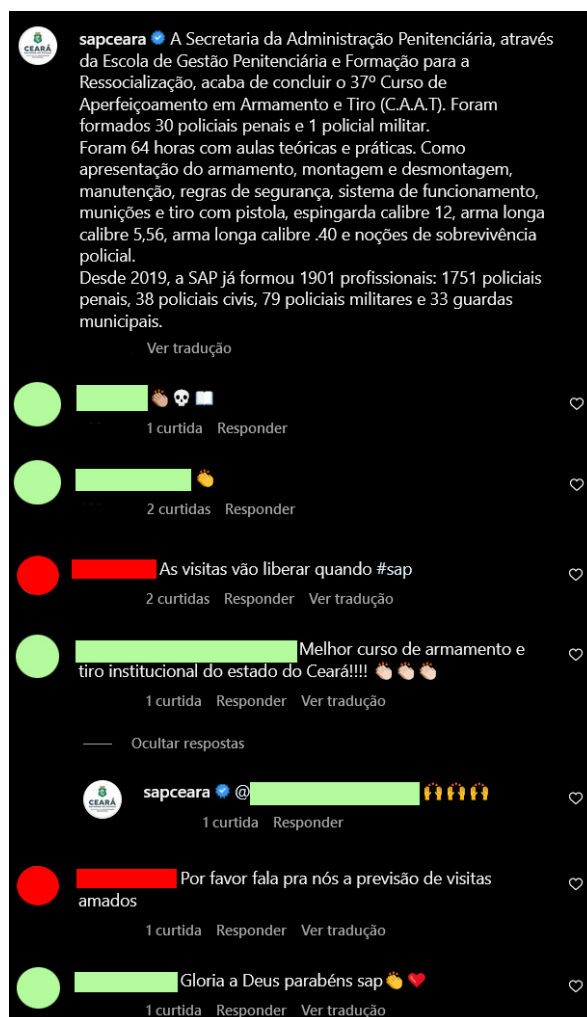 sapceara A Secretaria da Administração Penitenciária, através
da Escola de Gestão Penitenciária e Formação para a
Ressocialização, acaba de concluir o 37º Curso de
Aperfeiçoamento em Armamento e Tiro (C.A.A.T). Foram
formados 30 policiais penais e 1 policial militar.
Foram 64 horas com aulas teóricas e práticas. Como
apresentação do armamento, montagem e desmontagem,
manutenção, regras de segurança, sistema de funcionamento,
munições e tiro com pistola, espingarda calibre 12, arma longa
calibre 5,56, arma longa calibre .40 e noções de sobrevivência
policial.
Desde 2019, a SAP já formou 1901 profissionais: 1751 policiais
penais, 38 policiais civis, 79 policiais militares e 33 guardas
municipais.
Ver tradução
👏🏼💀📖
1 curtida Responder
👏
2 curtidas Responder
As visitas vão liberar quando #sap
2 curtidas Responder Ver tradução
Melhor curso de armamento e
tiro institucional do estado do Ceará!!!! 👏🏻👏🏻👏🏻
1 curtida Responder Ver tradução
Ocultar respostas
CEARÁ
sapceara @ 🙌🙌🙌
1 curtida Responder
Por favor fala pra nós a previsão de visitas
amados
1 curtida Responder Ver tradução
Gloria a Deus parabéns sap👏❤️
1 curtida Responder Ver tradução